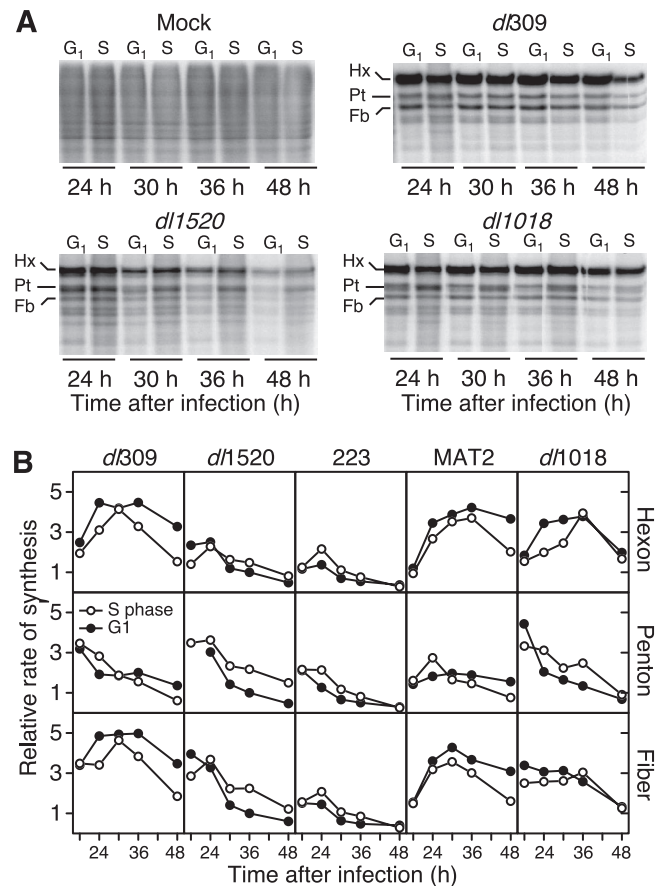 A
Mock
dl309
G1 S G1 S G1 S G1 S
G1 S G1 S G1 S G1 S
Hx
Pt
Fb
24 h 30 h 36 h 48 h
24 h 30 h 36 h 48 h
dl1520
dl1018
G1 S G1 S G1 S G1 S
G1 S G1 S G1 S G1 S
Hx
Pt
Fb
Hx
Pt
Fb
24 h 30 h 36 h 48 h
24 h 30 h 36 h 48 h
Time after infection (h)
Time after infection (h)
B
dl309 dl1520 223 MAT2 dl1018
5
3
1
Hexon
S phase
G1
5
3
1
Penton
5
3
1
Fiber
Relative rate of synthesis
24 36 48 24 36 48 24 36 48 24 36 48 24 36 48
Time after infection (h)